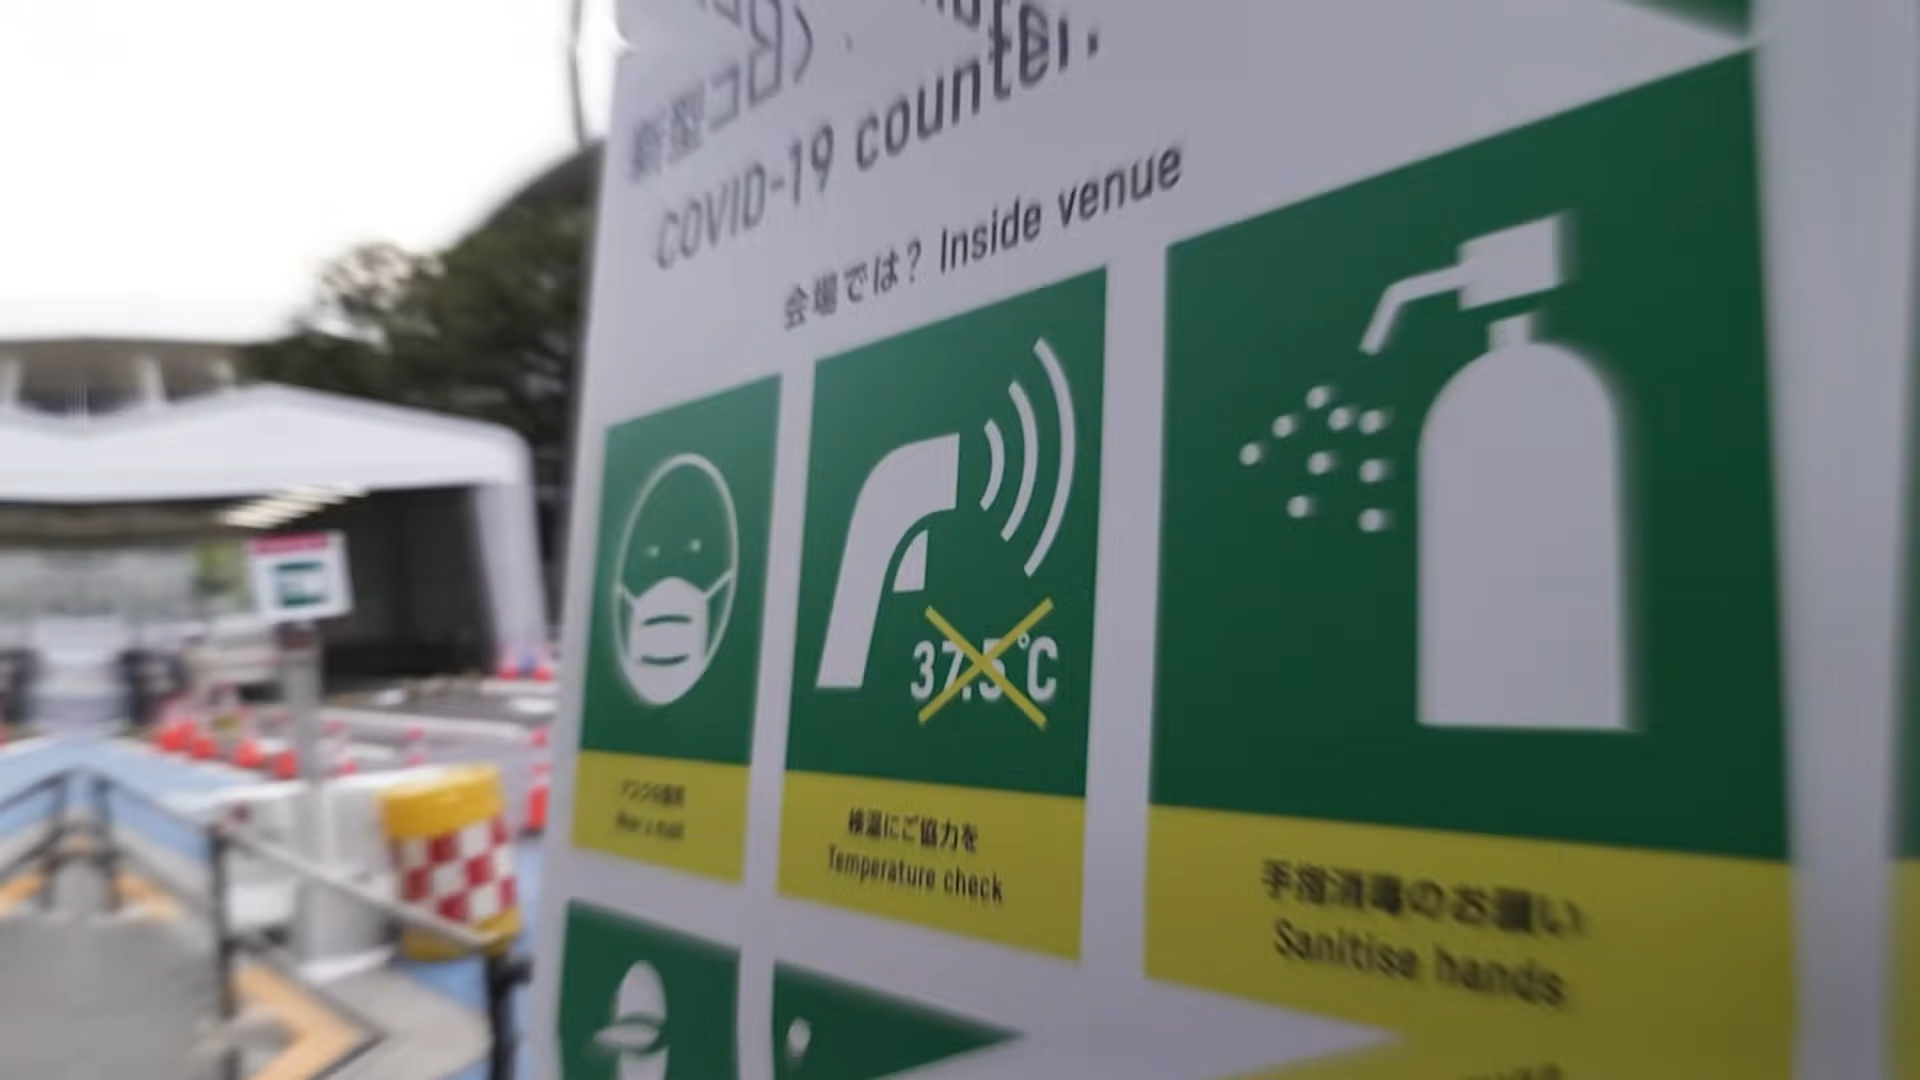 新型コロ
COVID-19 counter.
会場では？ Inside venue
37.5℃
検温にご協力を
Temperature check
手指消毒のお願い
Sanitise hands